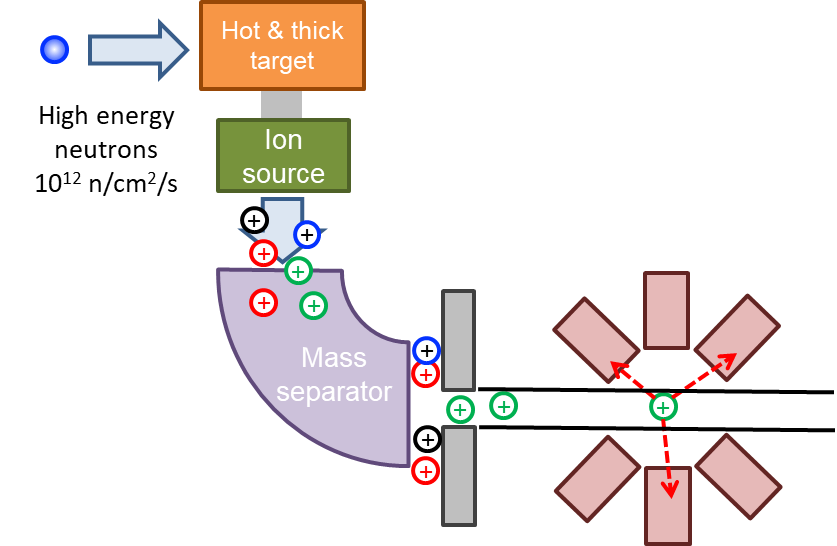 Hot & thick
target
High energy
neutrons
10¹² n/cm²/s
Ion
source
Mass
separator